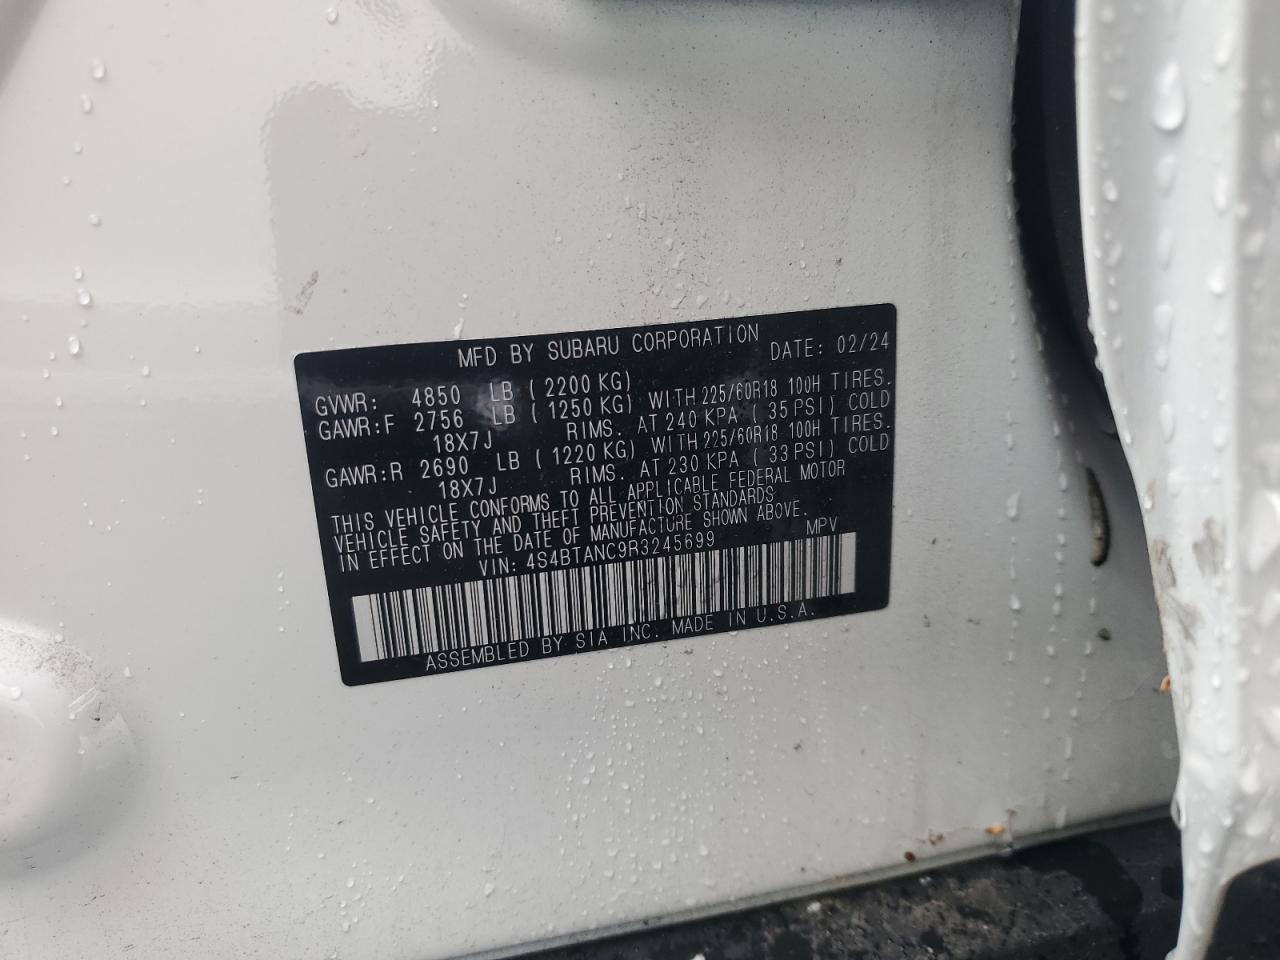 MFD BY SUBARU CORPORATION DATE: 02/24
GVWR: 4850 LB ( 2200 KG)
GAWR:F 2756 LB ( 1250 KG) WITH 225/60R18 100H TIRES.
18X7J RIMS. AT 240 KPA ( 35 PSI) COLD
GAWR:R 2690 LB ( 1220 KG) WITH 225/60R18 100H TIRES.
18X7J RIMS. AT 230 KPA ( 33 PSI) COLD
THIS VEHICLE CONFORMS TO ALL APPLICABLE FEDERAL MOTOR
VEHICLE SAFETY AND THEFT PREVENTION STANDARDS
IN EFFECT ON THE DATE OF MANUFACTURE SHOWN ABOVE.
VIN: 4S4BTANC9R3245699 MPV
ASSEMBLED BY SIA INC. MADE IN U.S.A.